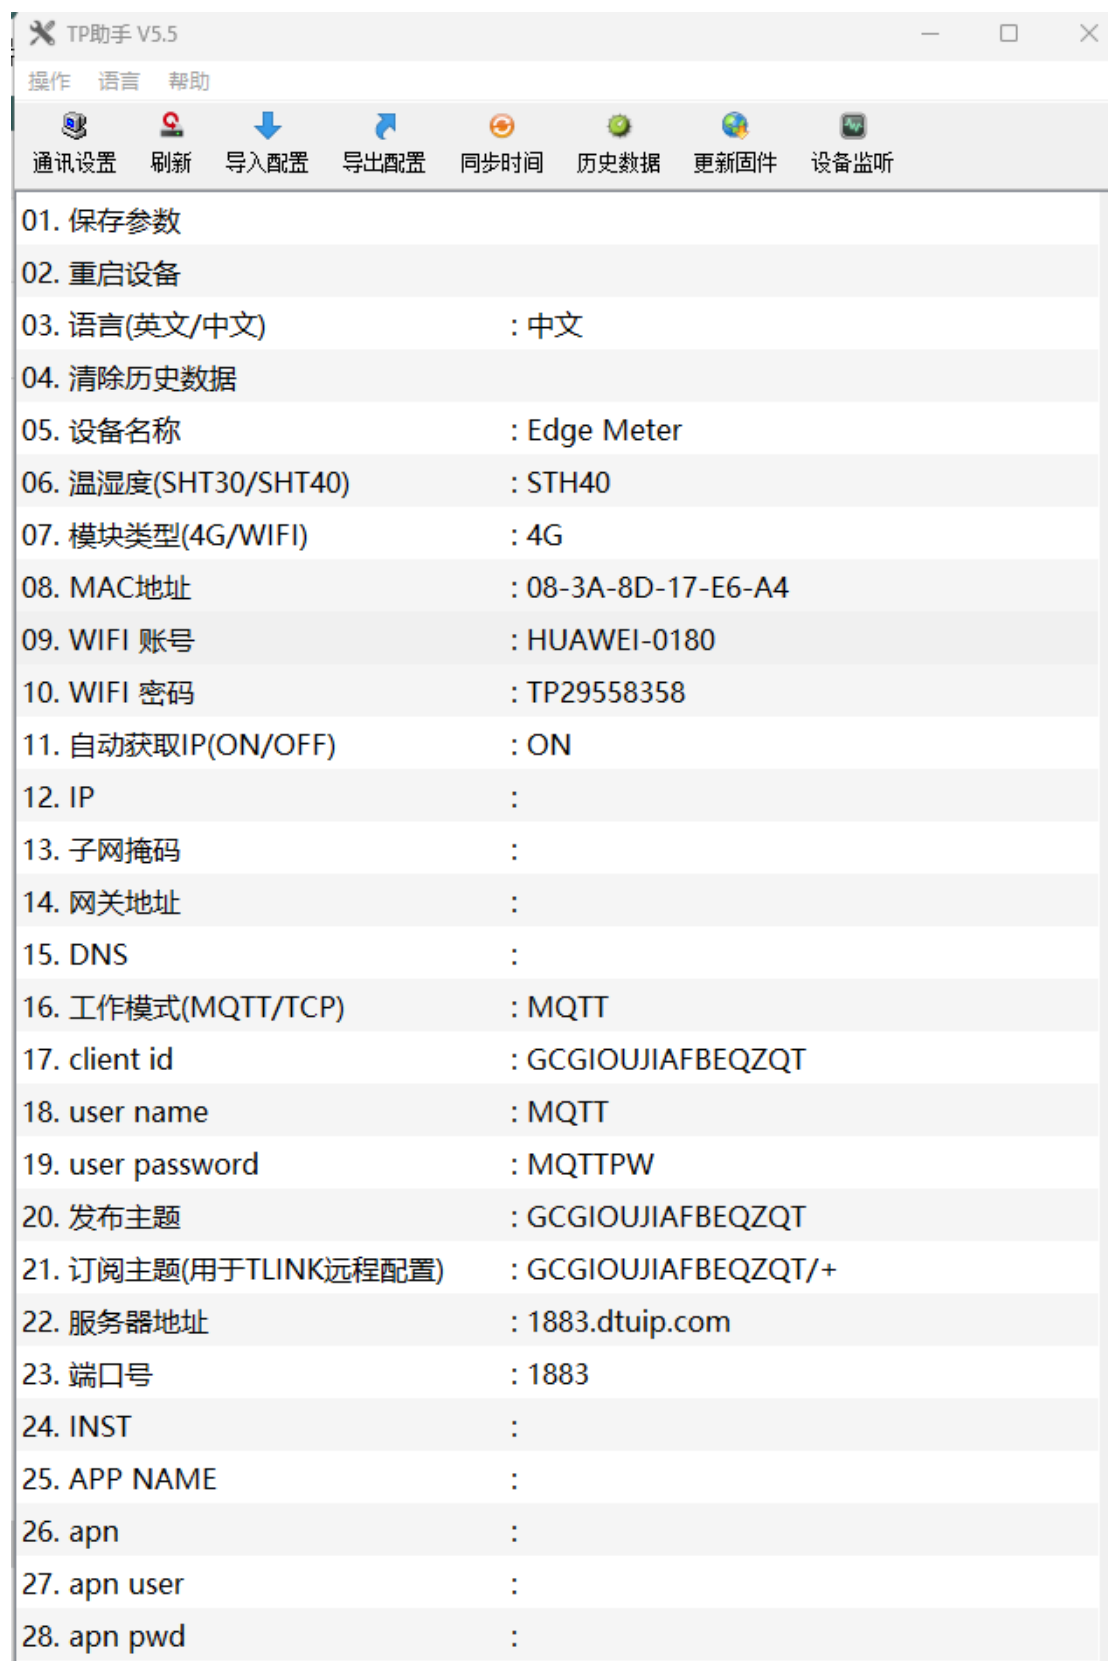 TP助手 V5.5
操作 语言 帮助
通讯设置 刷新 导入配置 导出配置 同步时间 历史数据 更新固件 设备监听
01. 保存参数
02. 重启设备
03. 语言(英文/中文) : 中文
04. 清除历史数据
05. 设备名称 : Edge Meter
06. 温湿度(SHT30/SHT40) : STH40
07. 模块类型(4G/WIFI) : 4G
08. MAC地址 : 08-3A-8D-17-E6-A4
09. WIFI 账号 : HUAWEI-0180
10. WIFI 密码 : TP29558358
11. 自动获取IP(ON/OFF) : ON
12. IP :
13. 子网掩码 :
14. 网关地址 :
15. DNS :
16. 工作模式(MQTT/TCP) : MQTT
17. client id : GCGIOUJIAFBEQZQT
18. user name : MQTT
19. user password : MQTTPW
20. 发布主题 : GCGIOUJIAFBEQZQT
21. 订阅主题(用于TLINK远程配置) : GCGIOUJIAFBEQZQT/+
22. 服务器地址 : 1883.dtuip.com
23. 端口号 : 1883
24. INST :
25. APP NAME :
26. apn :
27. apn user :
28. apn pwd :